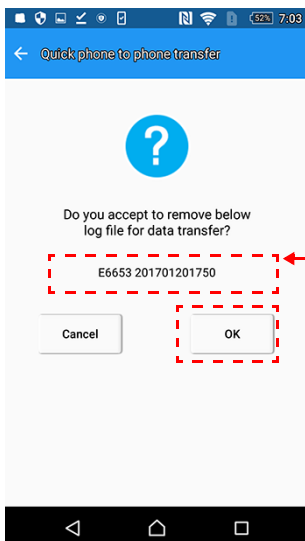 52% 7:03
Quick phone to phone transfer
?
Do you accept to remove below
log file for data transfer?
E6653 201701201750
Cancel OK